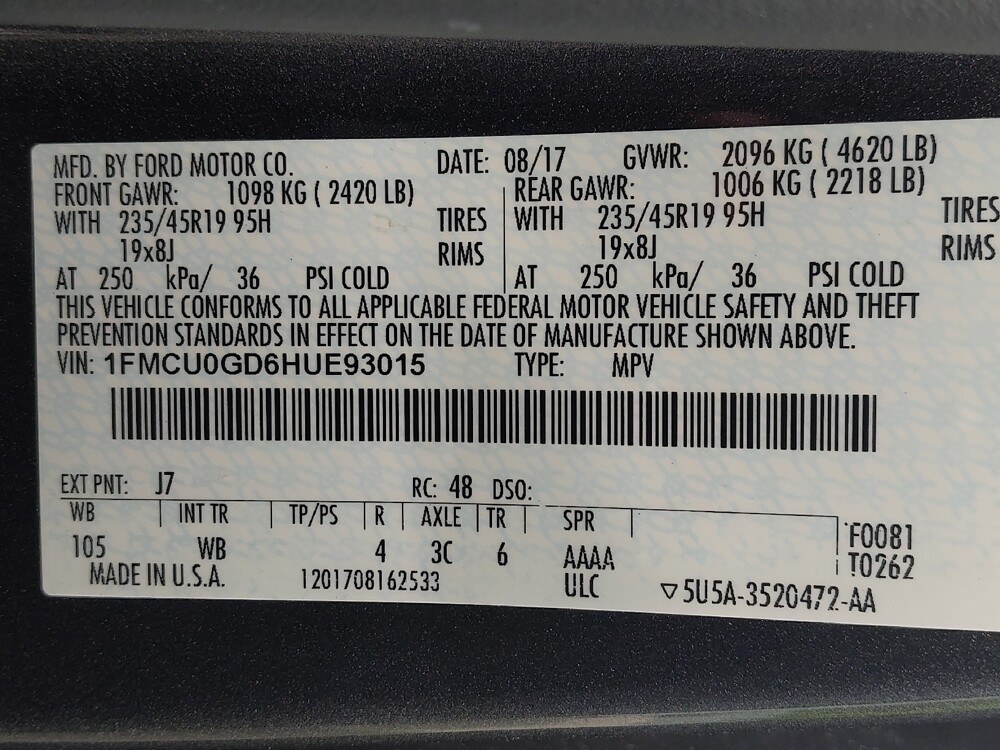 MFD. BY FORD MOTOR CO. DATE: 08/17 GVWR: 2096 KG ( 4620 LB)
FRONT GAWR: 1098 KG ( 2420 LB) REAR GAWR: 1006 KG ( 2218 LB)
WITH 235/45R19 95H TIRES WITH 235/45R19 95H TIRES
19x8J RIMS 19x8J RIMS
AT 250 kPa/ 36 PSI COLD AT 250 kPa/ 36 PSI COLD
THIS VEHICLE CONFORMS TO ALL APPLICABLE FEDERAL MOTOR VEHICLE SAFETY AND THEFT
PREVENTION STANDARDS IN EFFECT ON THE DATE OF MANUFACTURE SHOWN ABOVE.
VIN: 1FMCU0GD6HUE93015 TYPE: MPV
EXT PNT: J7 RC: 48 DSO:
WB INT TR TP/PS R AXLE TR SPR F0081
105 WB 4 3C 6 AAAA T0262
MADE IN U.S.A. 1201708162533 ULC ▽5U5A-3520472-AA